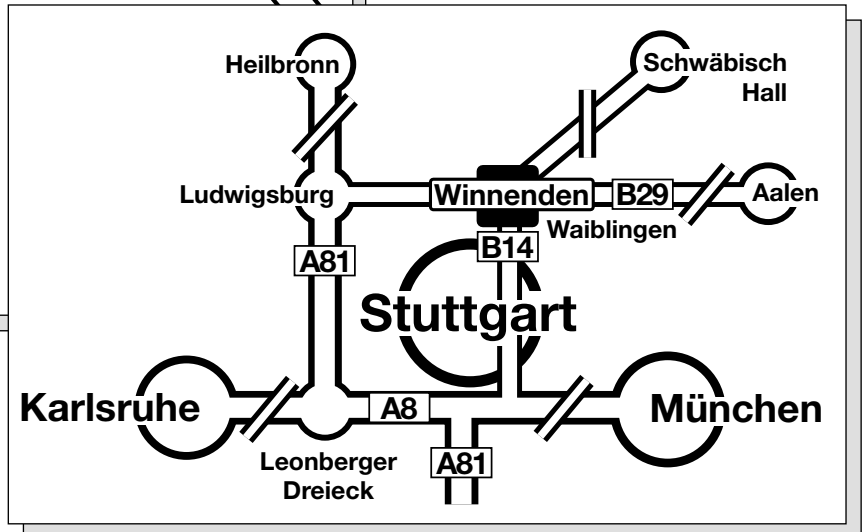 Heilbronn
Schwäbisch
Hall
Ludwigsburg
Winnenden
B29
Aalen
Waiblingen
B14
A81
Stuttgart
Karlsruhe
A8
München
Leonberger
Dreieck
A81